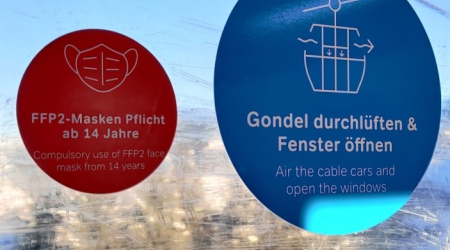 FFP2-Masken Pflicht
ab 14 Jahre
Compulsory use of FFP2 face
mask from 14 years
Gondel durchlüften &
Fenster öffnen
Air the cable cars and
open the windows